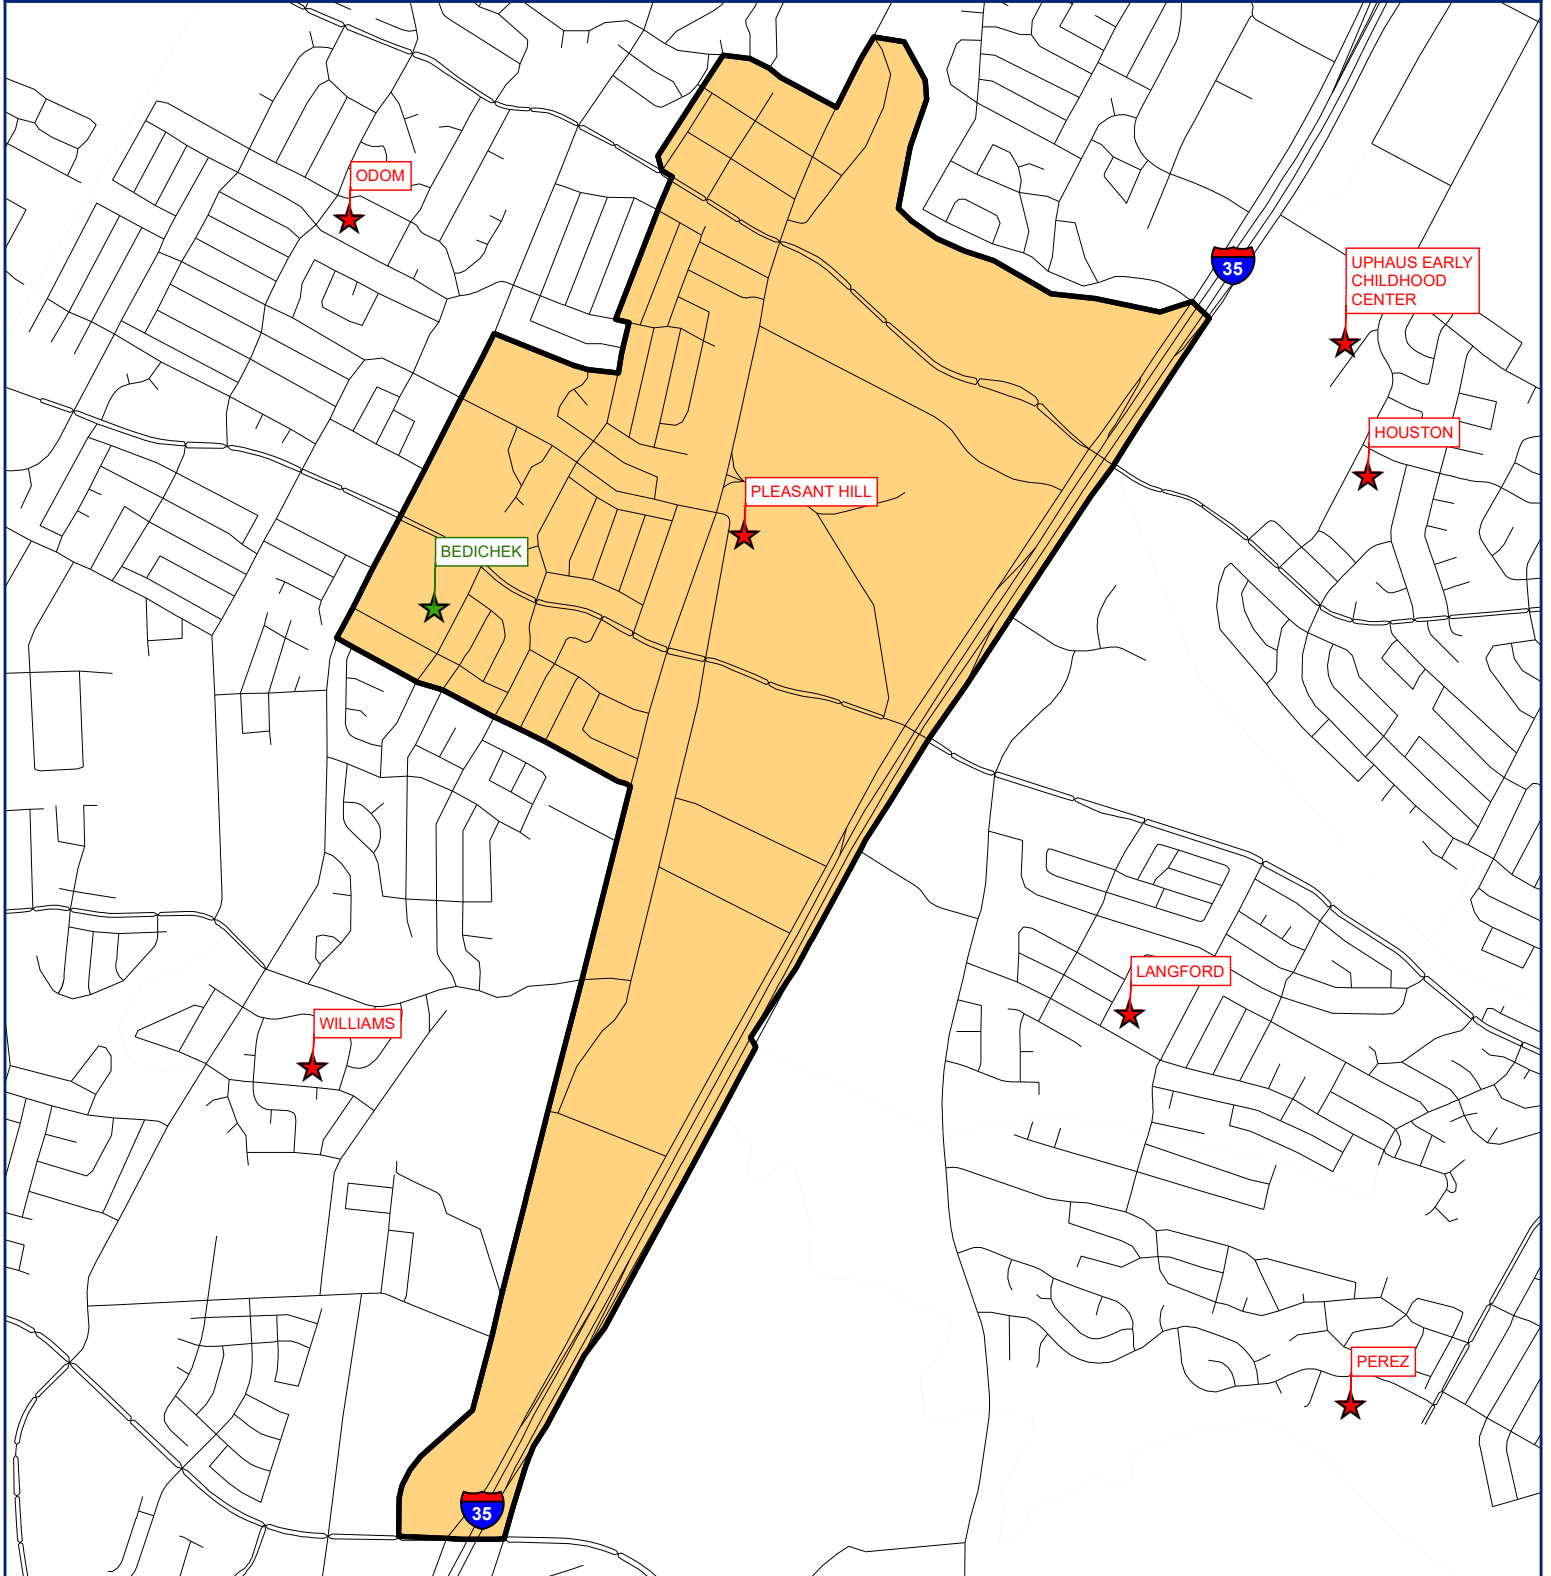 ODOM
35
UPHAUS EARLY
CHILDHOOD
CENTER
HOUSTON
PLEASANT HILL
BEDICHEK
LANGFORD
WILLIAMS
PEREZ
35